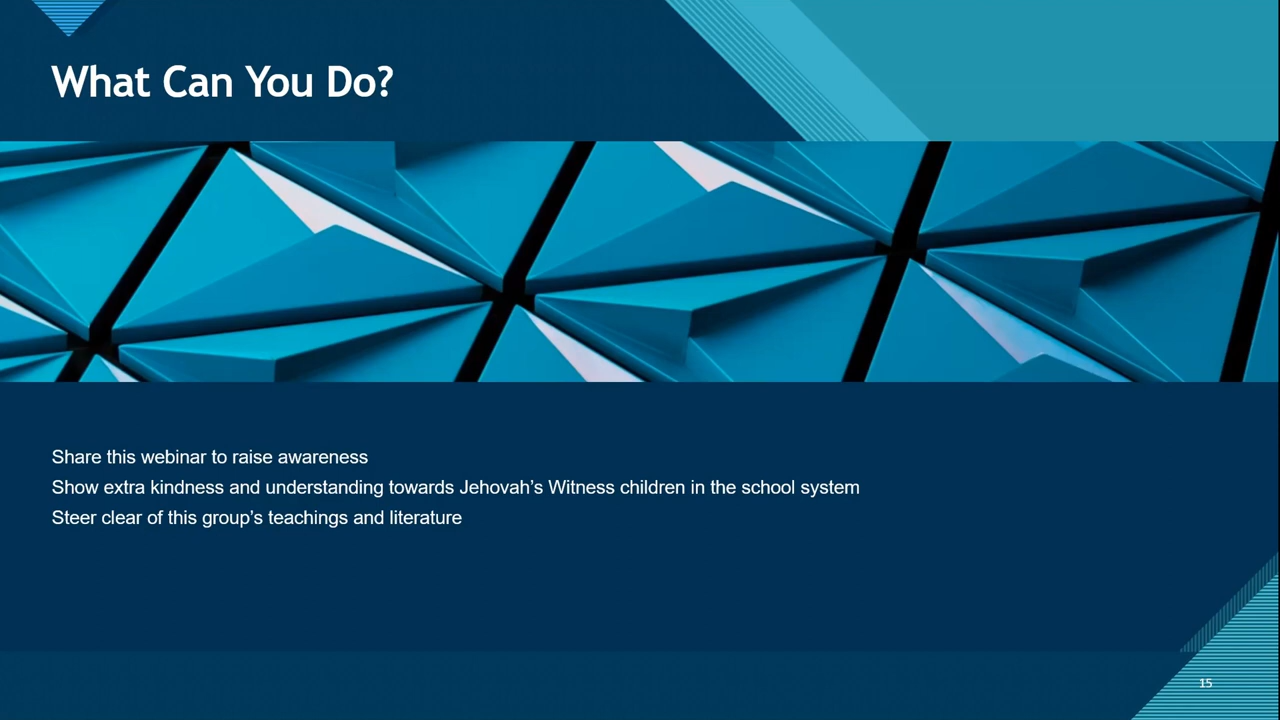 What Can You Do?
Share this webinar to raise awareness
Show extra kindness and understanding towards Jehovah’s Witness children in the school system
Steer clear of this group’s teachings and literature
15